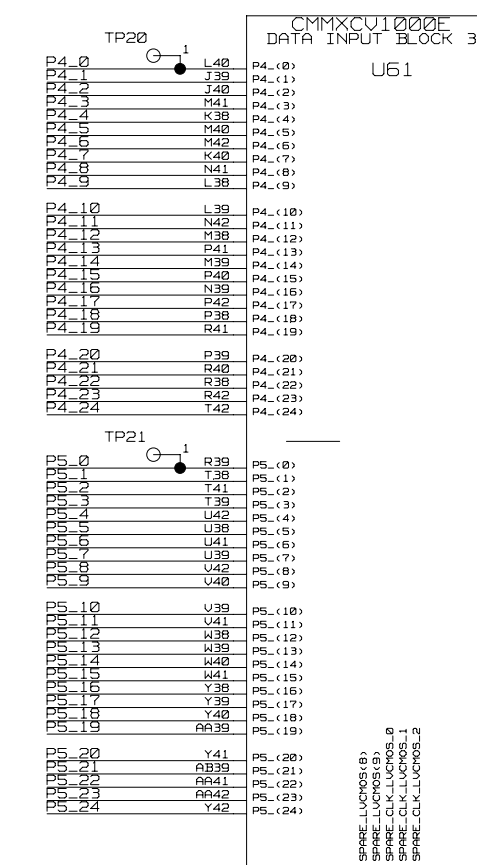 CMMXCV1000E
DATA INPUT BLOCK 3
U61
TP20
1
P4_0 L40 P4_(0)
P4_1 J39 P4_(1)
P4_2 J40 P4_(2)
P4_3 M41 P4_(3)
P4_4 K38 P4_(4)
P4_5 M40 P4_(5)
P4_6 M42 P4_(6)
P4_7 K40 P4_(7)
P4_8 N41 P4_(8)
P4_9 L38 P4_(9)
P4_10 L39 P4_(10)
P4_11 N42 P4_(11)
P4_12 M38 P4_(12)
P4_13 P41 P4_(13)
P4_14 M39 P4_(14)
P4_15 P40 P4_(15)
P4_16 N39 P4_(16)
P4_17 P42 P4_(17)
P4_18 P38 P4_(18)
P4_19 R41 P4_(19)
P4_20 P39 P4_(20)
P4_21 R40 P4_(21)
P4_22 R38 P4_(22)
P4_23 R42 P4_(23)
P4_24 T42 P4_(24)
TP21
1
P5_0 R39 P5_(0)
P5_1 T38 P5_(1)
P5_2 T41 P5_(2)
P5_3 T39 P5_(3)
P5_4 U42 P5_(4)
P5_5 U38 P5_(5)
P5_6 U41 P5_(6)
P5_7 U39 P5_(7)
P5_8 V42 P5_(8)
P5_9 V40 P5_(9)
P5_10 V39 P5_(10)
P5_11 V41 P5_(11)
P5_12 W38 P5_(12)
P5_13 W39 P5_(13)
P5_14 W40 P5_(14)
P5_15 W41 P5_(15)
P5_16 Y38 P5_(16)
P5_17 Y39 P5_(17)
P5_18 Y40 P5_(18)
P5_19 AA39 P5_(19)
P5_20 Y41 P5_(20)
P5_21 AB39 P5_(21)
P5_22 AA41 P5_(22)
P5_23 AA42 P5_(23)
P5_24 Y42 P5_(24)
SPARE_LVCMOS(8)
SPARE_LVCMOS(9)
SPARE_CLK_LVCMOS_0
SPARE_CLK_LVCMOS_1
SPARE_CLK_LVCMOS_2